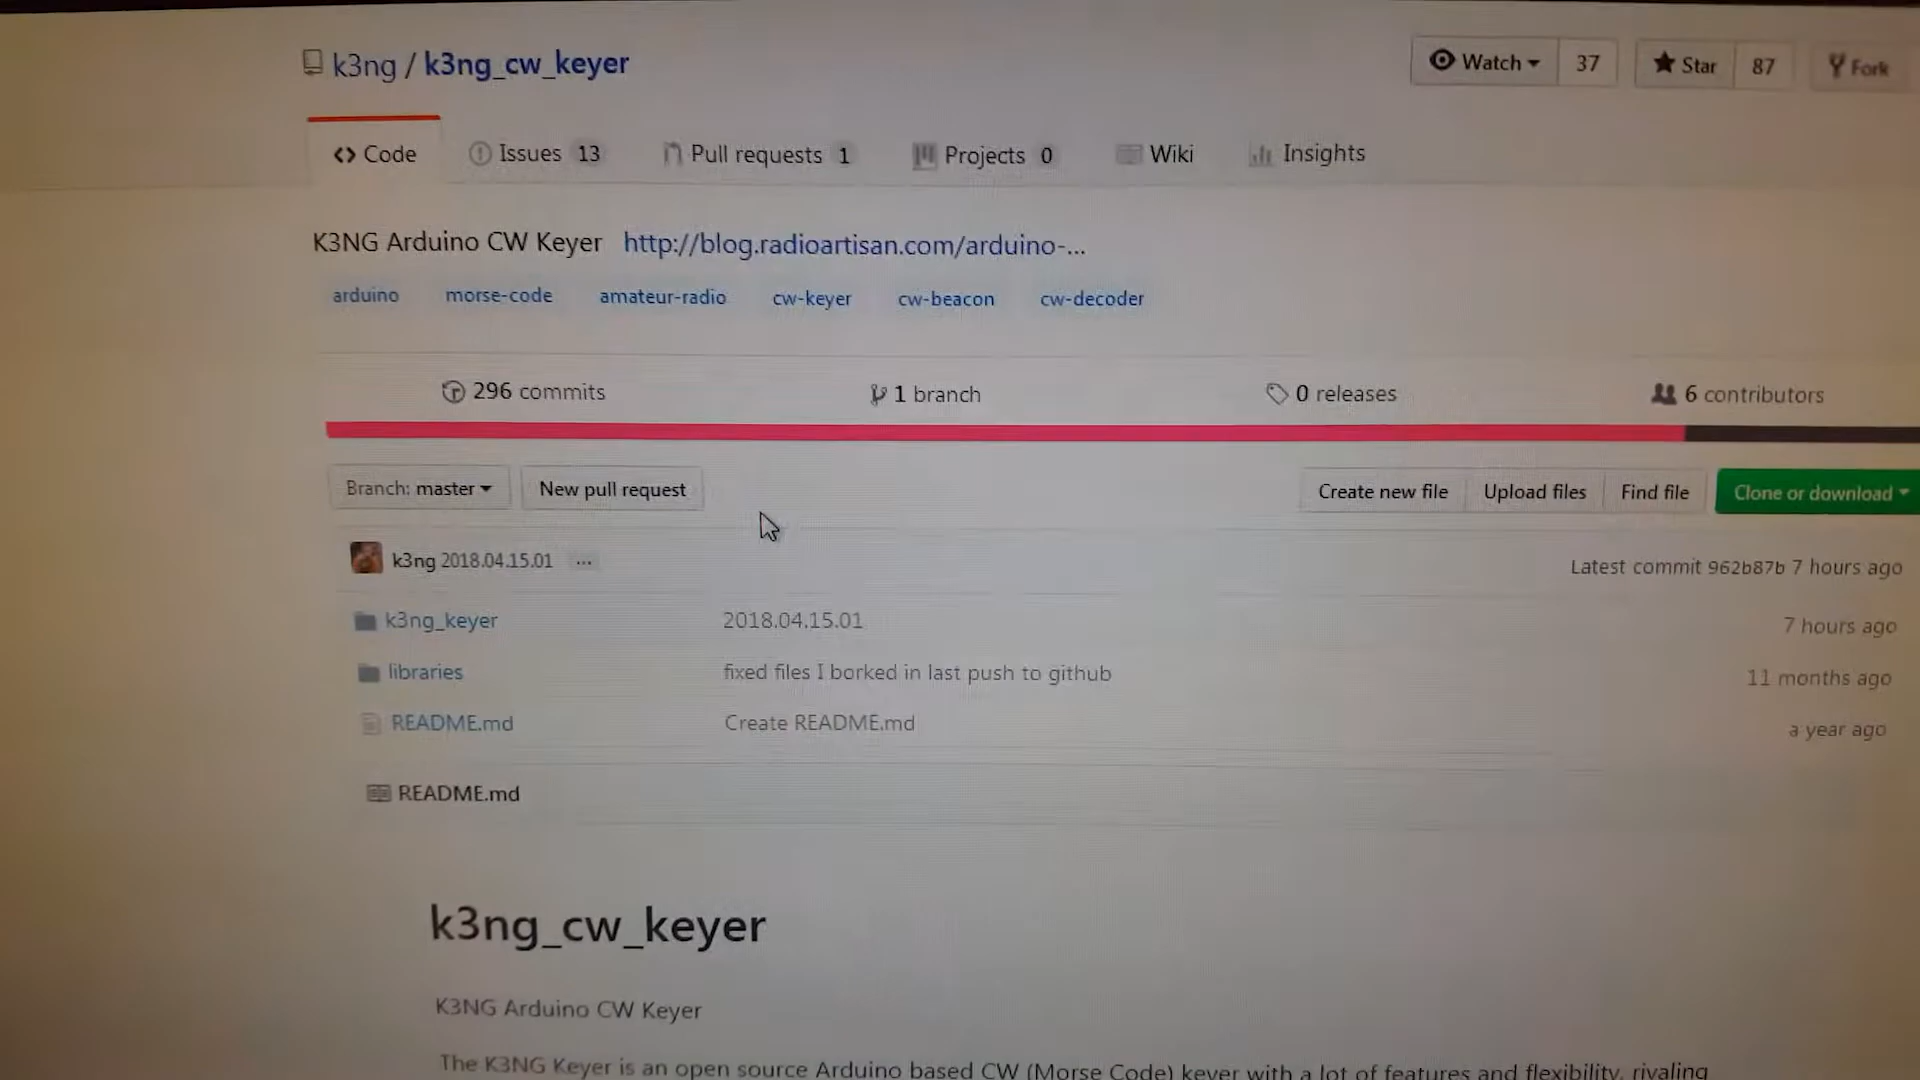 k3ng / k3ng_cw_keyer
Watch 37
Star 87
Fork
Code
Issues 13
Pull requests 1
Projects 0
Wiki
Insights
K3NG Arduino CW Keyer http://blog.radioartisan.com/arduino-...
arduino morse-code amateur-radio cw-keyer cw-beacon cw-decoder
296 commits 1 branch 0 releases 6 contributors
Branch: master New pull request Create new file Upload files Find file Clone or download
k3ng 2018.04.15.01 ... Latest commit 962b87b 7 hours ago
k3ng_keyer 2018.04.15.01 7 hours ago
libraries fixed files I borked in last push to github 11 months ago
README.md Create README.md a year ago
README.md
k3ng_cw_keyer
K3NG Arduino CW Keyer
The K3NG Keyer is an open source Arduino based CW (Morse Code) keyer with a lot of features and flexibility, rivaling